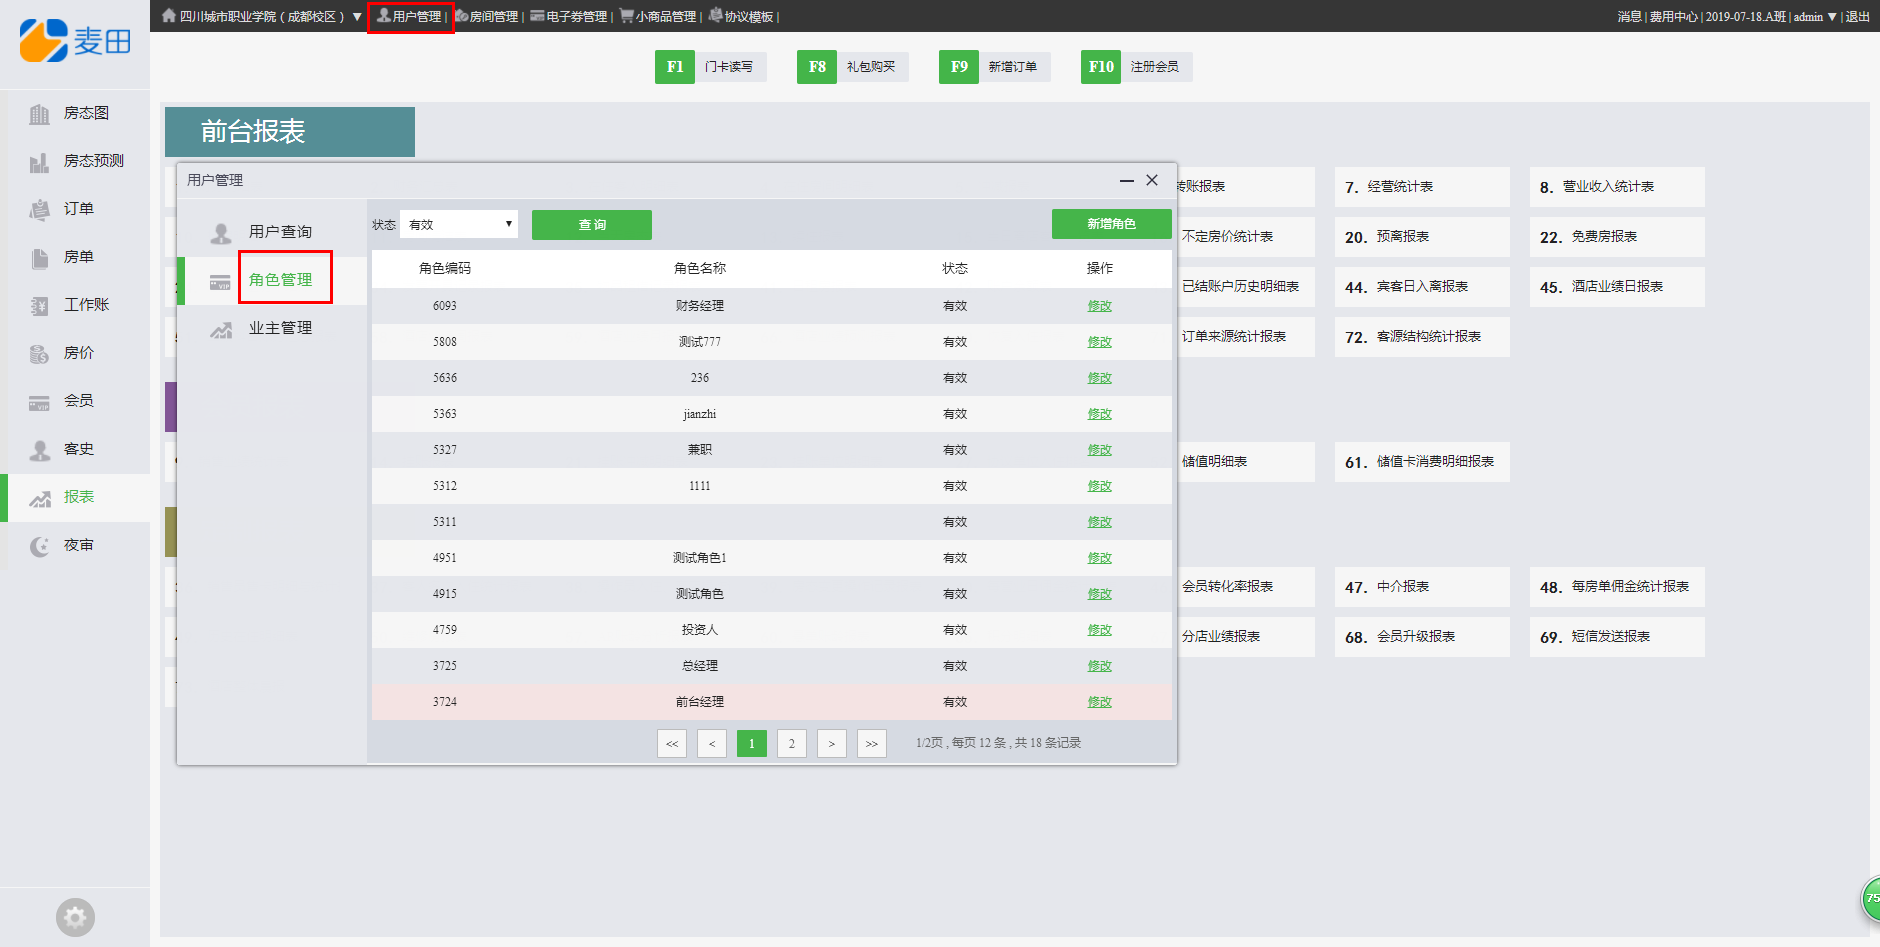 四川城市职业学院（成都校区） ▼ 用户管理 | 房间管理 | 电子券管理 | 小商品管理 | 协议模板 |
消息 | 费用中心 | 2019-07-18.A班 | admin ▼ | 退出
麦田
F1 门卡读写 F8 礼包购买 F9 新增订单 F10 注册会员
房态图
房态预测
订单
房单
工作账
房价
会员
客史
报表
夜审
前台报表
用户管理
用户查询
角色管理
业主管理
状态 有效 ▼ 查 询 新增角色
角色编码 角色名称 状态 操作
6093 财务经理 有效 修改
5808 测试777 有效 修改
5636 236 有效 修改
5363 jianzhi 有效 修改
5327 兼职 有效 修改
5312 1111 有效 修改
5311 有效 修改
4951 测试角色1 有效 修改
4915 测试角色 有效 修改
4759 投资人 有效 修改
3725 总经理 有效 修改
3724 前台经理 有效 修改
<< < 1 2 > >> 1/2页 , 每页 12 条 , 共 18 条记录
转账报表 7. 经营统计表 8. 营业收入统计表
不定房价统计表 20. 预离报表 22. 免费房报表
已结账户历史明细表 44. 宾客日入离报表 45. 酒店业绩日报表
订单来源统计报表 72. 客源结构统计报表
储值明细表 61. 储值卡消费明细报表
会员转化率报表 47. 中介报表 48. 每房单佣金统计报表
分店业绩报表 68. 会员升级报表 69. 短信发送报表
75